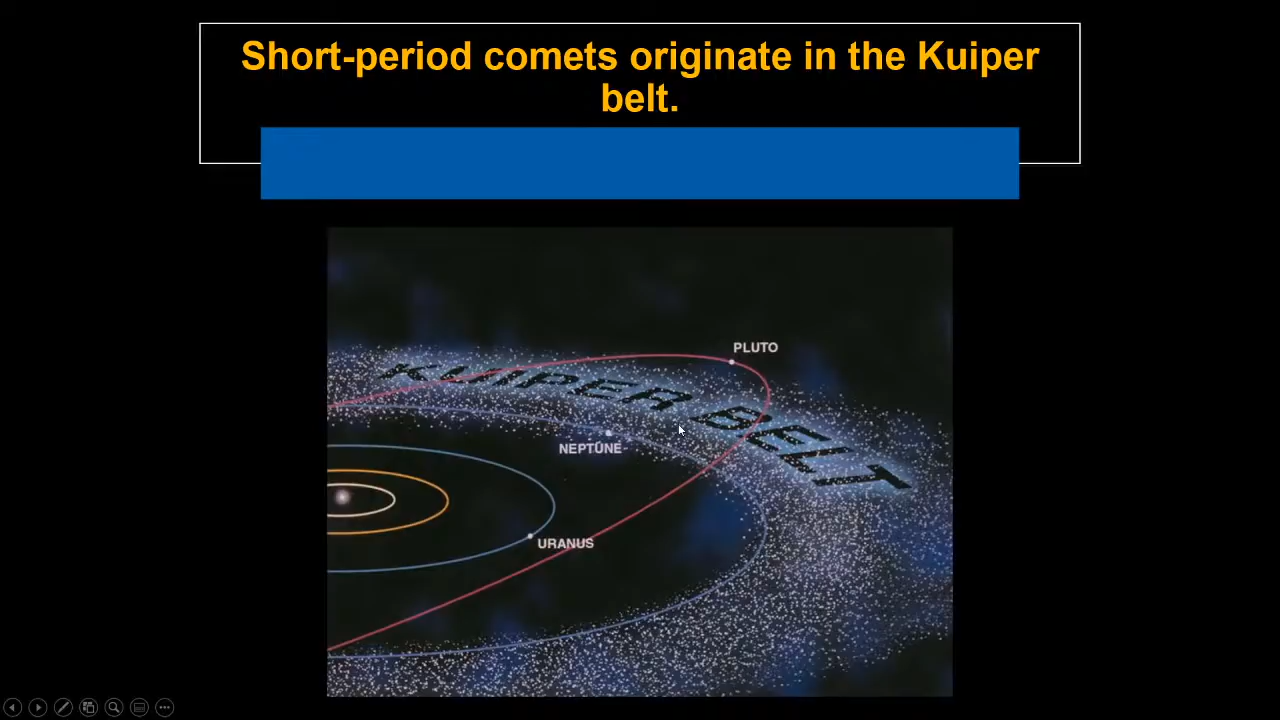 Short-period comets originate in the Kuiper
belt.
PLUTO
KUIPER BELT
NEPTUNE
URANUS